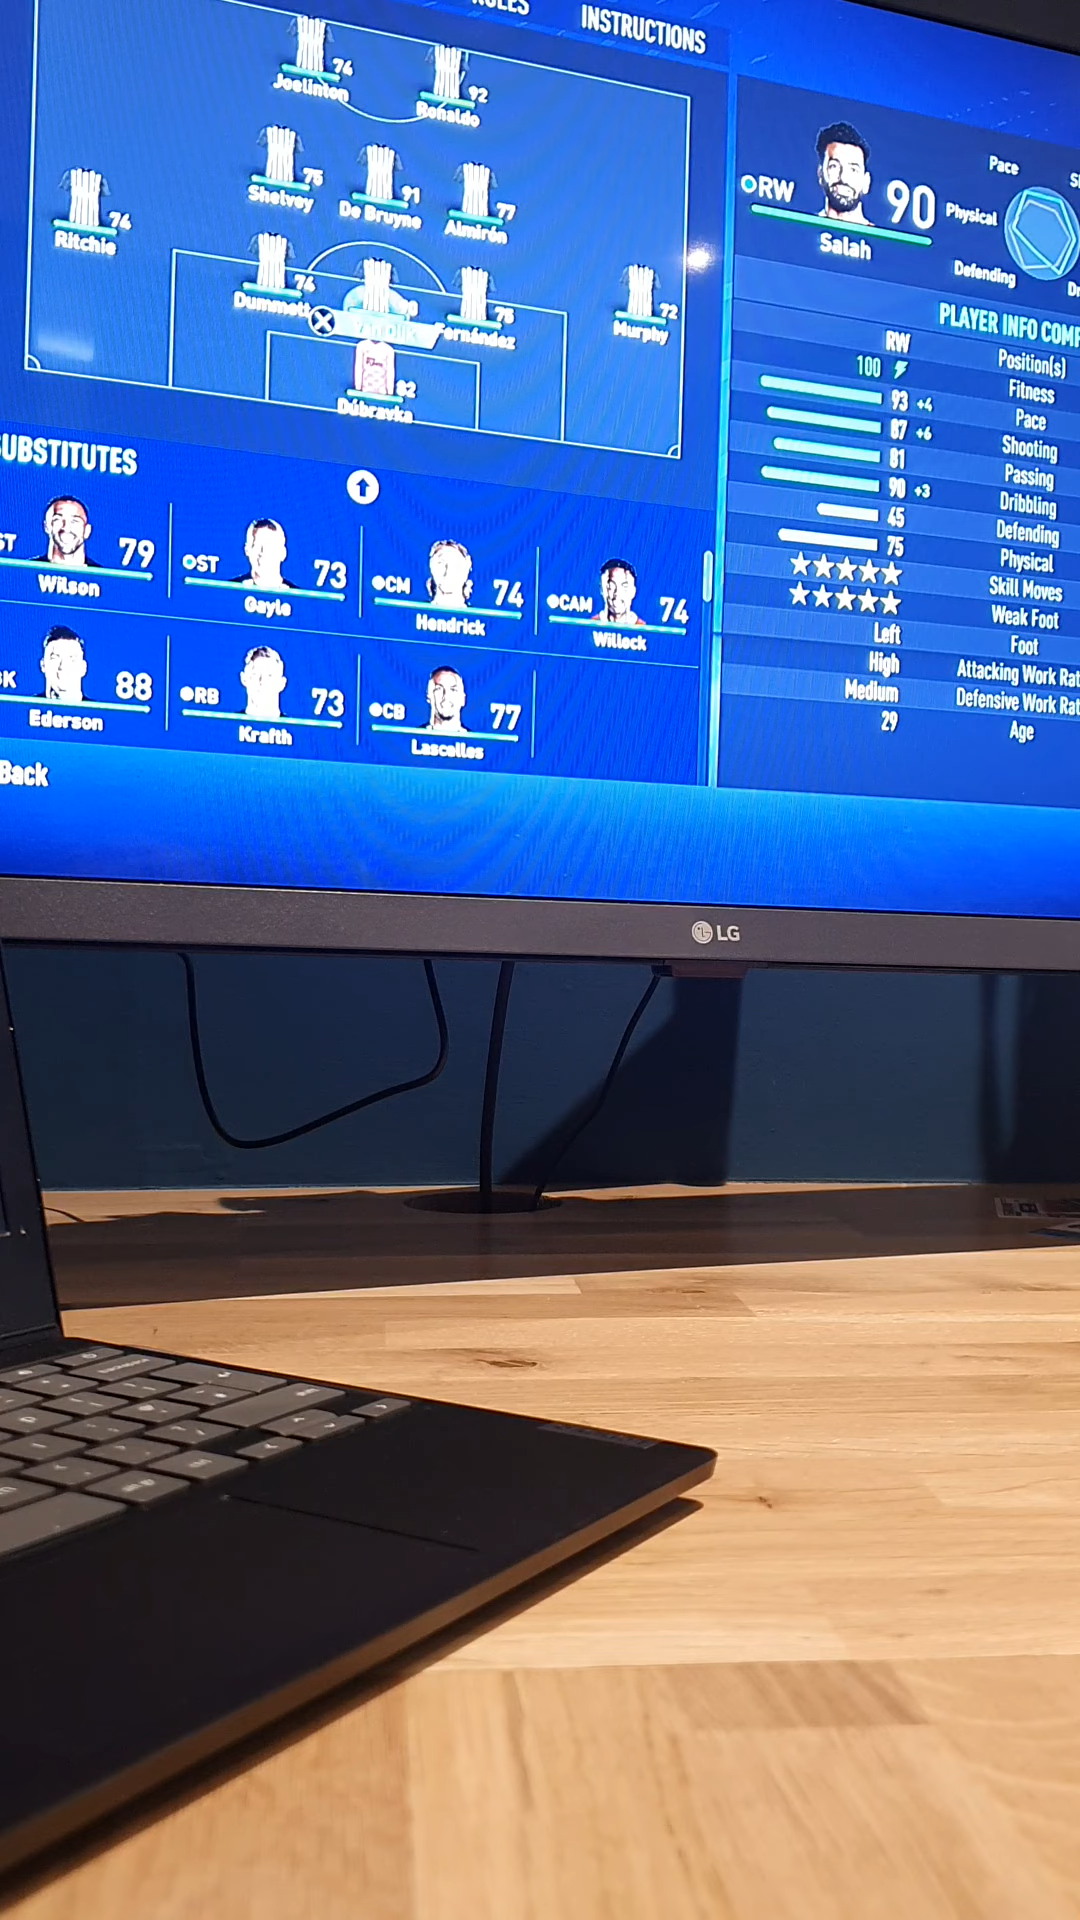 INSTRUCTIONS
74
Joelinton
92
Ronaldo
75
Shelvey
91
De Bruyne
77
Almirón
74
Ritchie
74
Dummett
75
Fernández
72
Murphy
82
Dúbravka
RW
90
Salah
Pace
Physical
Defending
PLAYER INFO COMP
RW Position(s)
100 Fitness
93 +4 Pace
87 +6 Shooting
81 Passing
90 +3 Dribbling
45 Defending
75 Physical
Skill Moves
Weak Foot
Left Foot
High Attacking Work Rat
Medium Defensive Work Rat
29 Age
UBSTITUTES
ST 79
Wilson
ST 73
Gayle
CM 74
Hendrick
CAM 74
Willock
K 88
Ederson
RB 73
Krafth
CB 77
Lascelles
Back
LG